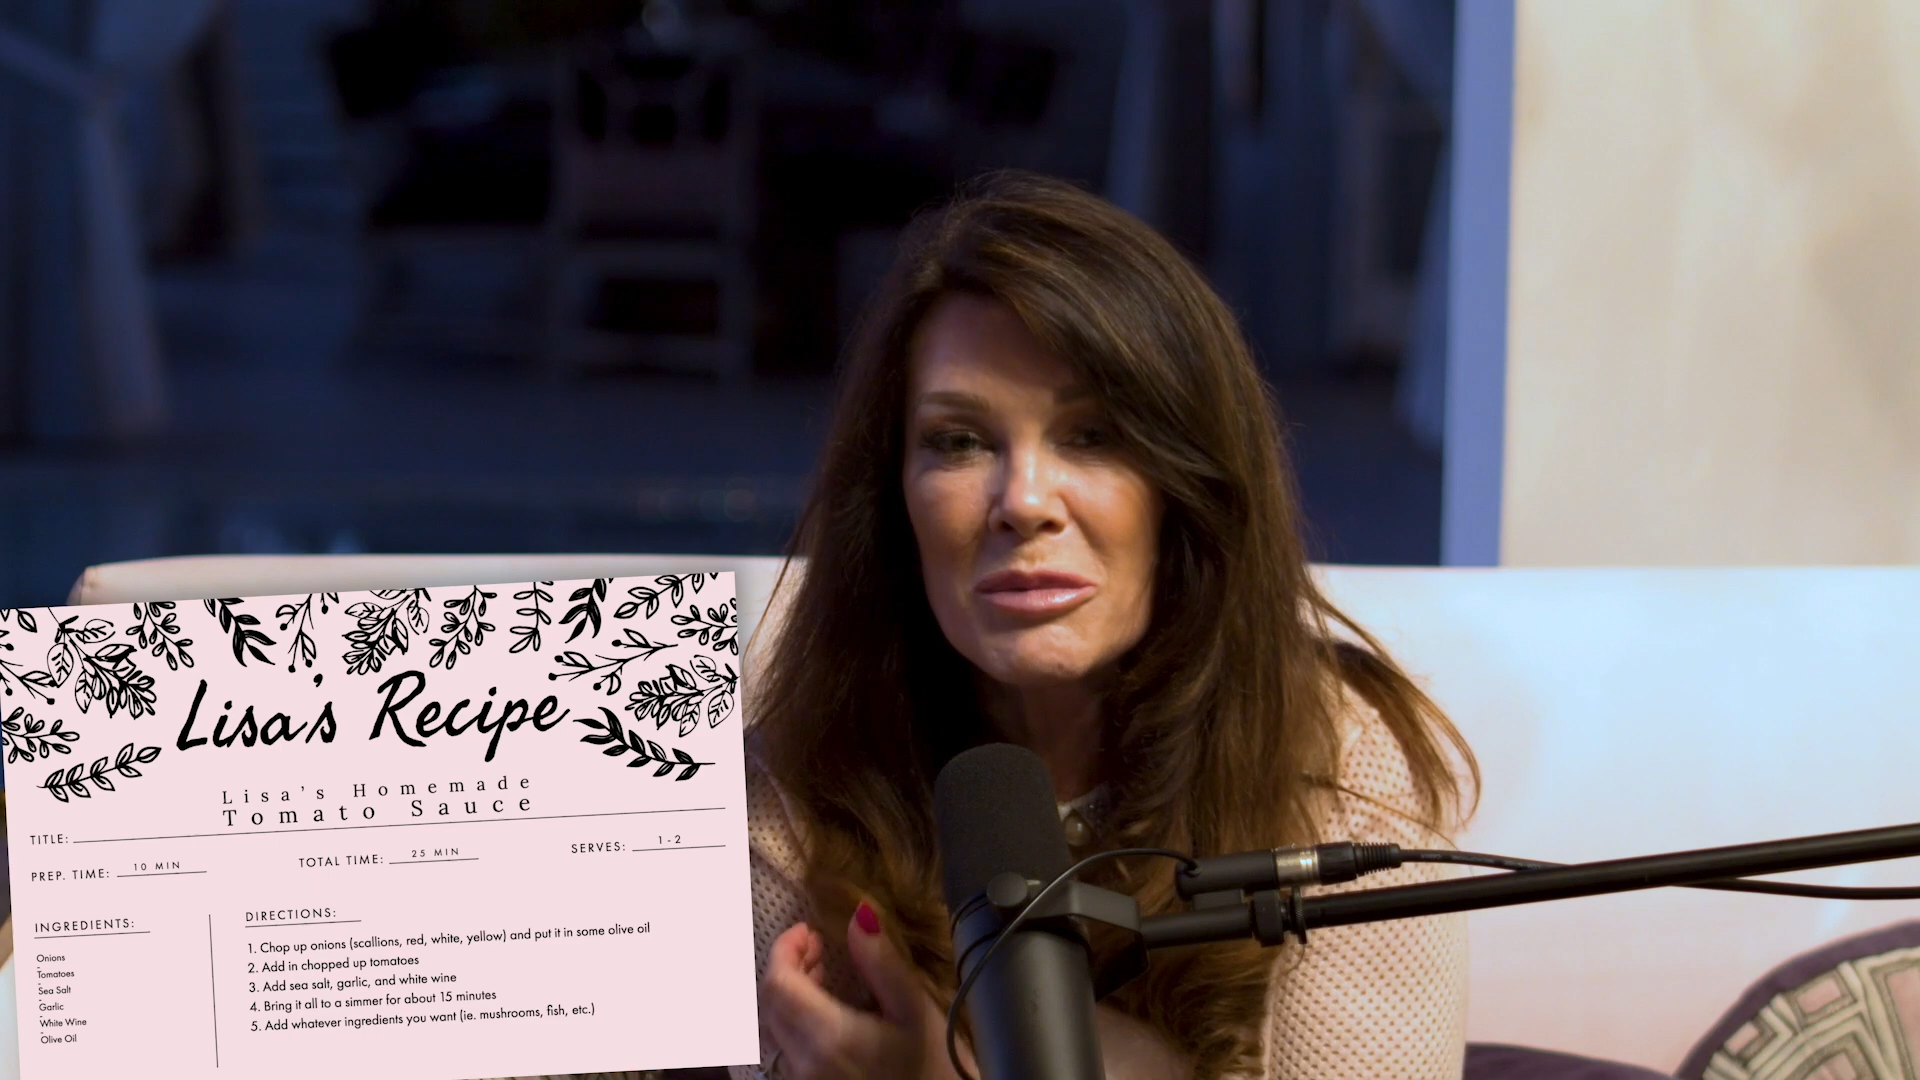 Lisa's Recipe
Lisa's Homemade
Tomato Sauce
TITLE:
PREP. TIME: 10 MIN
TOTAL TIME: 25 MIN
SERVES: 1-2
INGREDIENTS:
Onions
-
Tomatoes
-
Sea Salt
-
Garlic
-
White Wine
-
Olive Oil
DIRECTIONS:
1. Chop up onions (scallions, red, white, yellow) and put it in some olive oil
2. Add in chopped up tomatoes
3. Add sea salt, garlic, and white wine
4. Bring it all to a simmer for about 15 minutes
5. Add whatever ingredients you want (ie. mushrooms, fish, etc.)